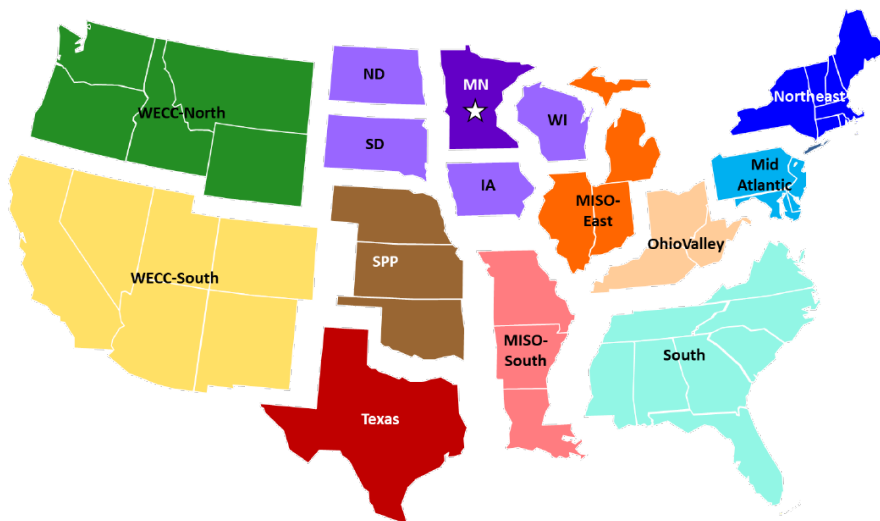 ND
MN
WECC-North
Northeast
WI
SD
Mid
Atlantic
IA
MISO-
East
OhioValley
SPP
WECC-South
MISO-
South
South
Texas